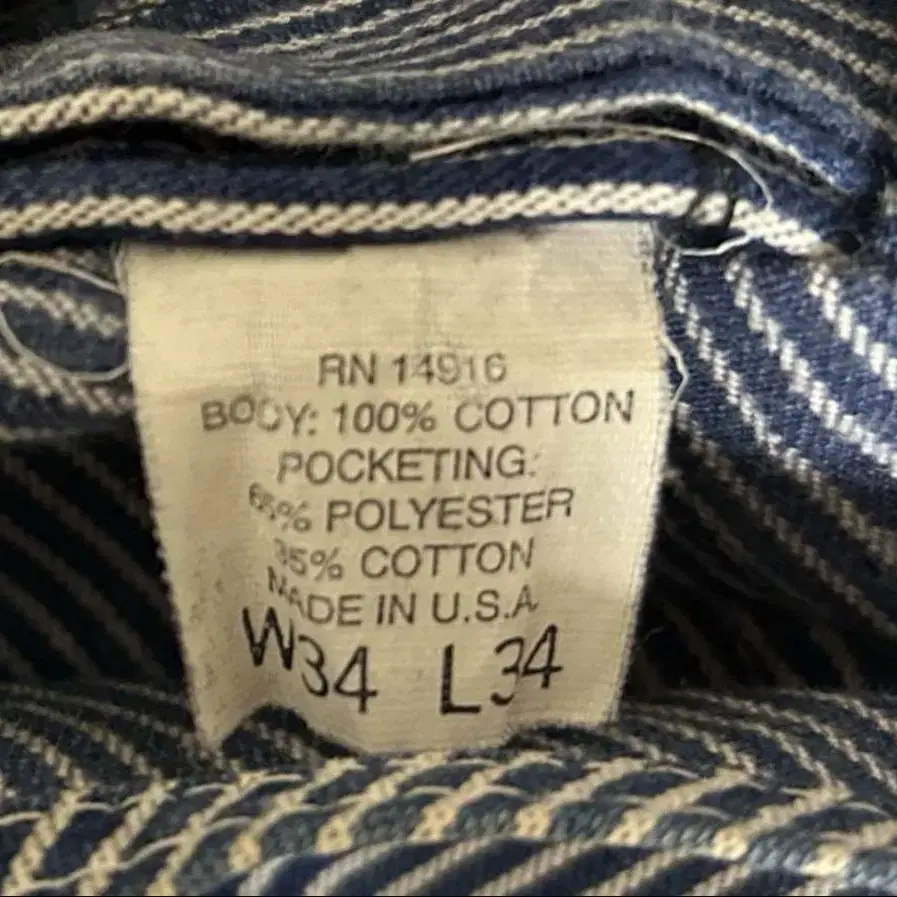 RN 14916
BODY: 100% COTTON
POCKETING:
65% POLYESTER
35% COTTON
MADE IN U.S.A
W34 L34